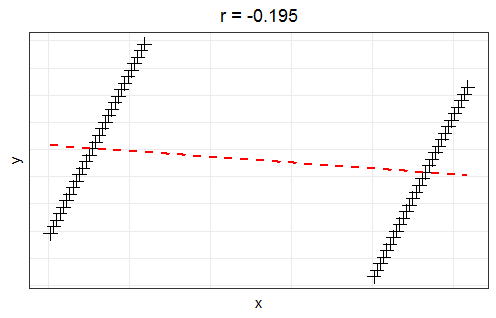 r = -0.195
y
x